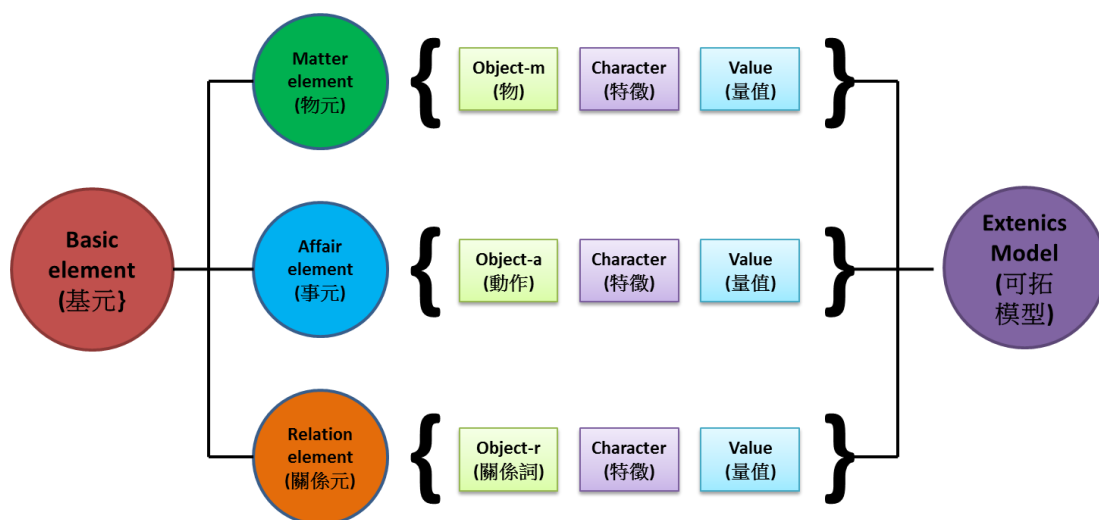 Basic
element
(基元}
Matter
element
(物元)
Object-m
(物)
Character
(特徵)
Value
(量值)
Affair
element
(事元)
Object-a
(動作)
Character
(特徵)
Value
(量值)
Relation
element
(關係元)
Object-r
(關係詞)
Character
(特徵)
Value
(量值)
Extenics
Model
(可拓
模型)